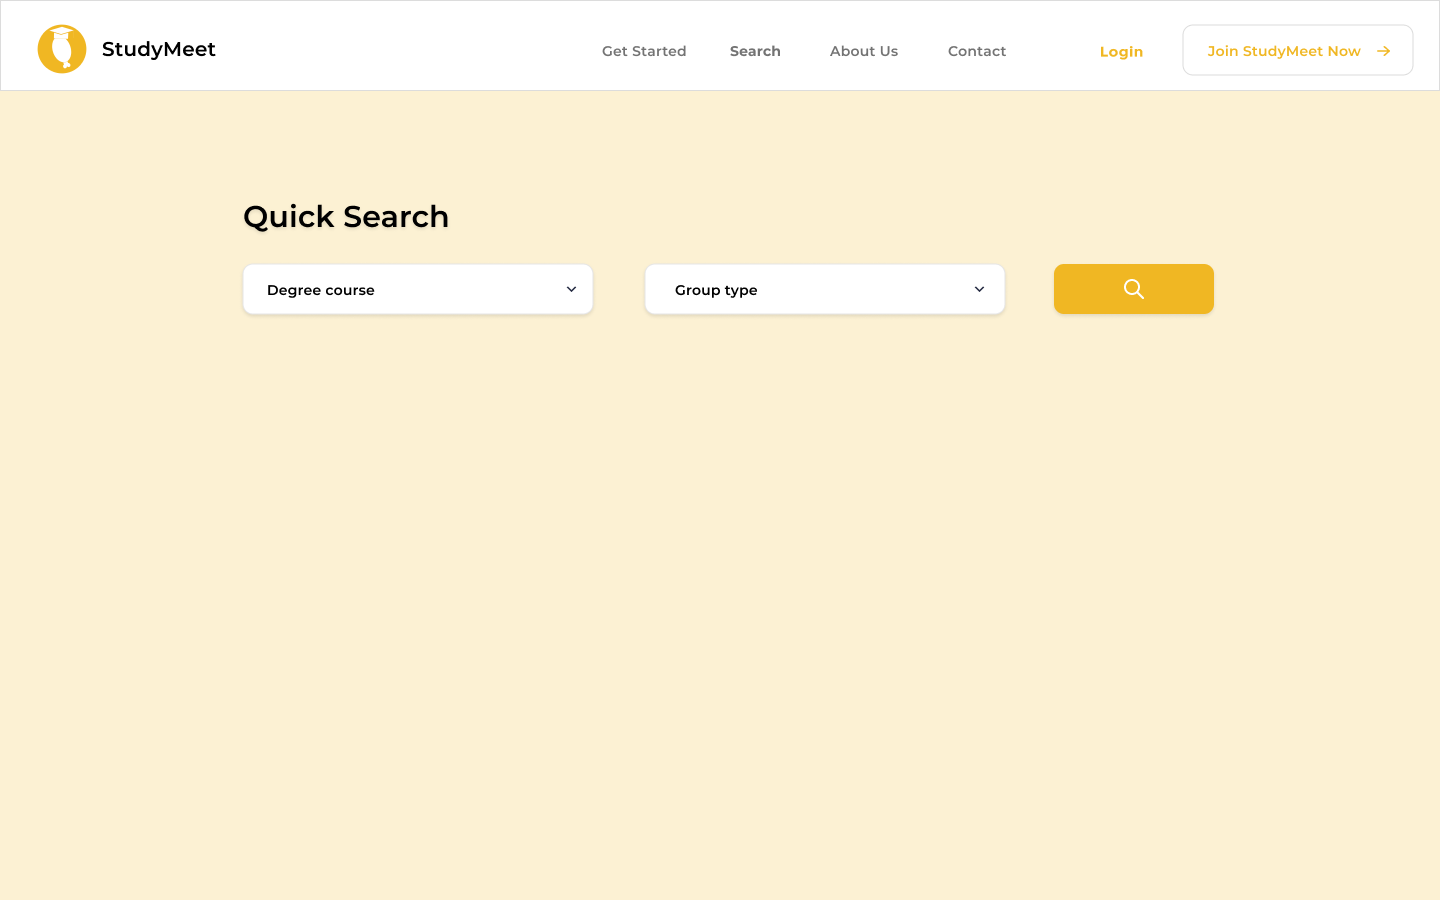 StudyMeet
Get Started
Search
About Us
Contact
Login
Join StudyMeet Now
Quick Search
Degree course
Group type